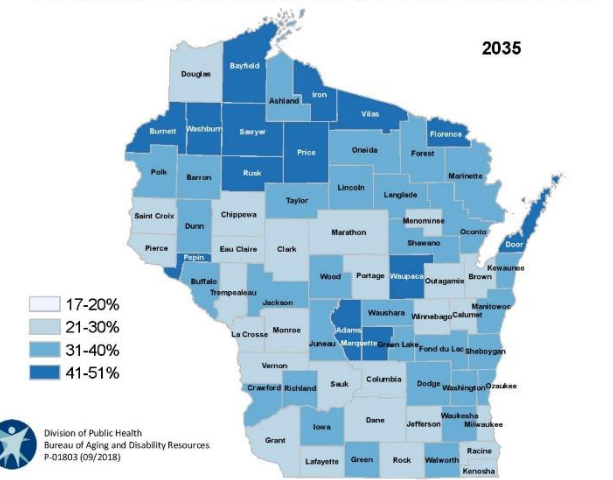 2035
Bayfield
Douglas
Iron
Ashland
Vilas
Burnett
Washburn
Sawyer
Florence
Price
Oneida
Forest
Polk
Barron
Rusk
Marinette
Lincoln
Langlade
Taylor
Saint Croix
Chippewa
Menominee
Dunn
Marathon
Oconto
Pierce
Eau Claire
Clark
Shawano
Door
Pepin
Kewaunee
Buffalo
Wood
Portage
Waupaca
Outagamie
Brown
Trempealeau
Jackson
Waushara
Manitowoc
Winnebago
Calumet
La Crosse
Monroe
Adams
Juneau
Marquette
Green Lake
Fond du Lac
Sheboygan
Vernon
Crawford
Richland
Sauk
Columbia
Dodge
Washington
Ozaukee
Iowa
Dane
Jefferson
Waukesha
Milwaukee
Grant
Lafayette
Green
Rock
Walworth
Racine
Kenosha
17-20%
21-30%
31-40%
41-51%
Division of Public Health
Bureau of Aging and Disability Resources
P-01803 (09/2018)